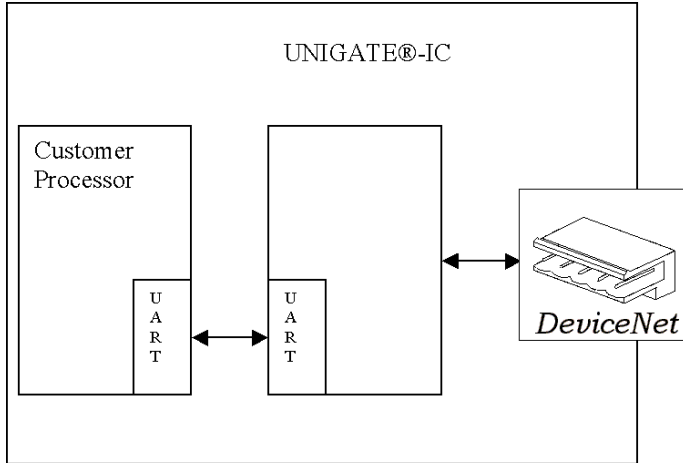 UNIGATE®-IC
Customer
Processor
U
A
R
T
U
A
R
T
DeviceNet